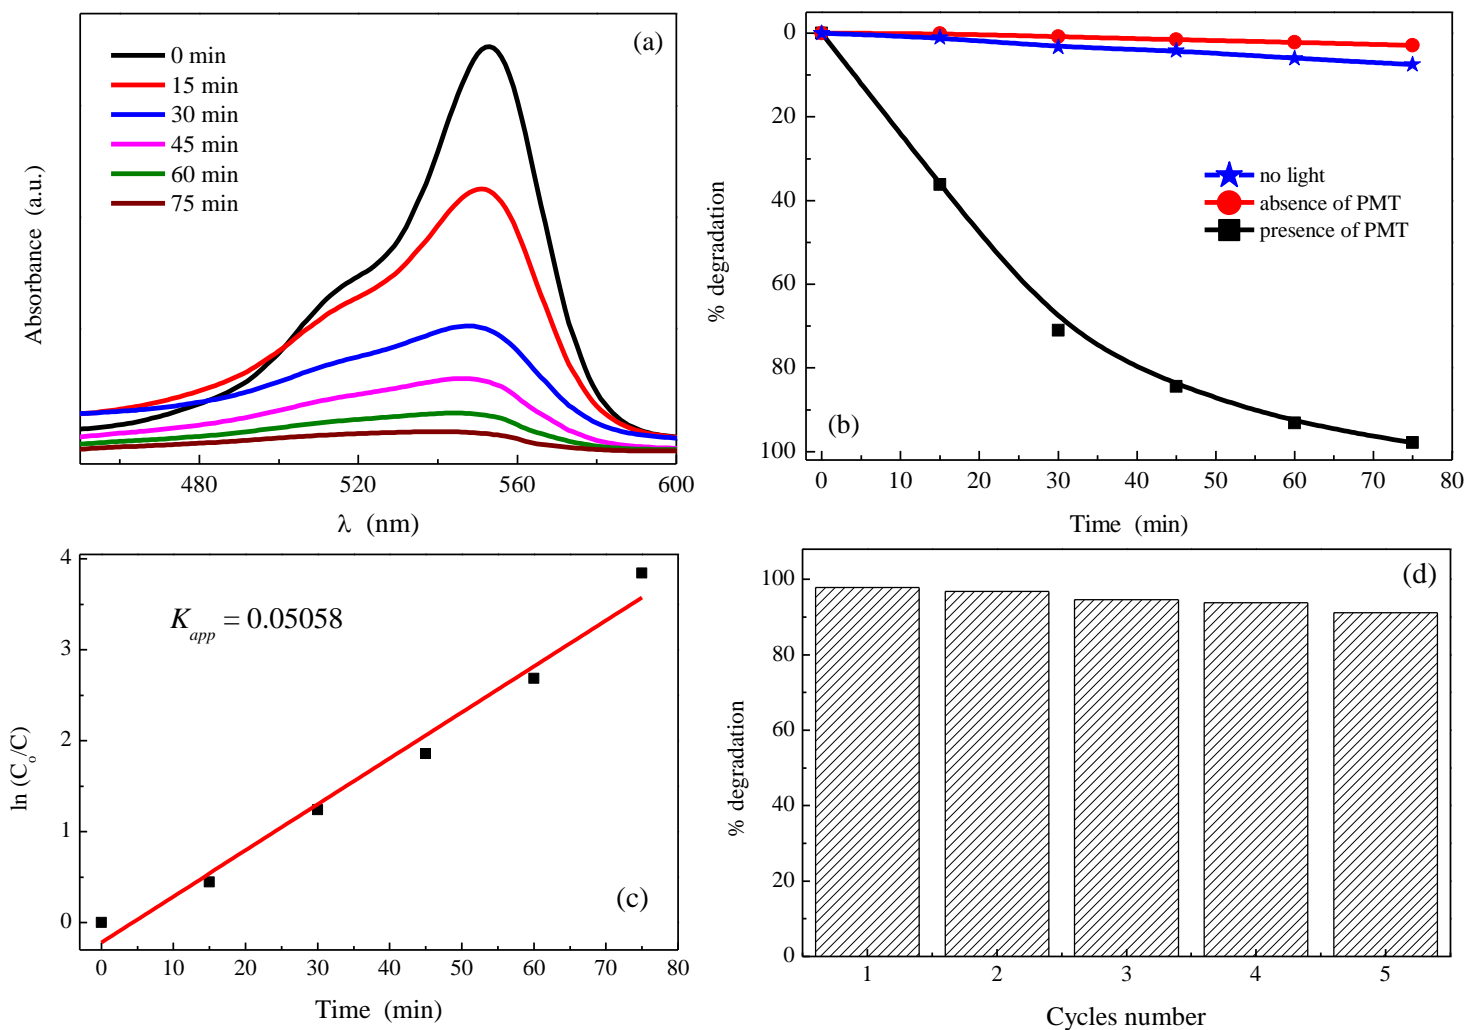 (a)
0 min
15 min
30 min
45 min
60 min
75 min
Absorbance (a.u.)
480 520 560 600
λ (nm)
0
20
40
60
80
100
% degradation
no light
absence of PMT
presence of PMT
(b)
0 10 20 30 40 50 60 70 80
Time (min)
4
3
2
1
0
ln (C₀/C)
K_app = 0.05058
(c)
0 10 20 30 40 50 60 70 80
Time (min)
(d)
100
80
60
40
20
0
% degradation
1 2 3 4 5
Cycles number